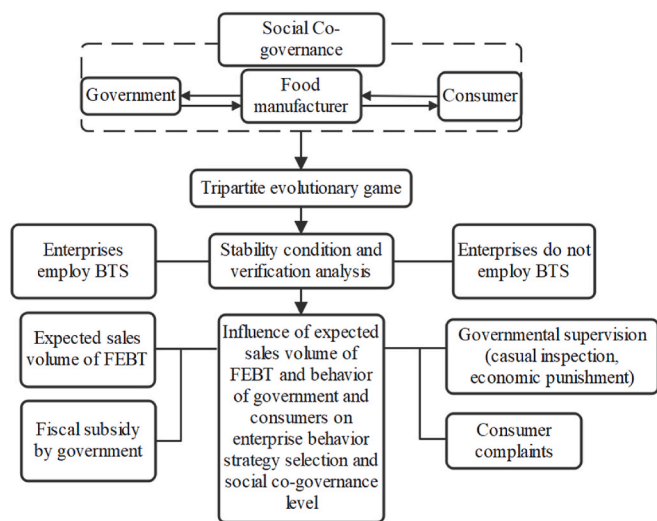 Social Co-
governance
Government
Food
manufacturer
Consumer
Tripartite evolutionary game
Enterprises
employ BTS
Stability condition and
verification analysis
Enterprises do not
employ BTS
Expected sales
volume of FEBT
Fiscal subsidy
by government
Influence of expected
sales volume of
FEBT and behavior
of government and
consumers on
enterprise behavior
strategy selection and
social co-governance
level
Governmental supervision
(casual inspection,
economic punishment)
Consumer
complaints